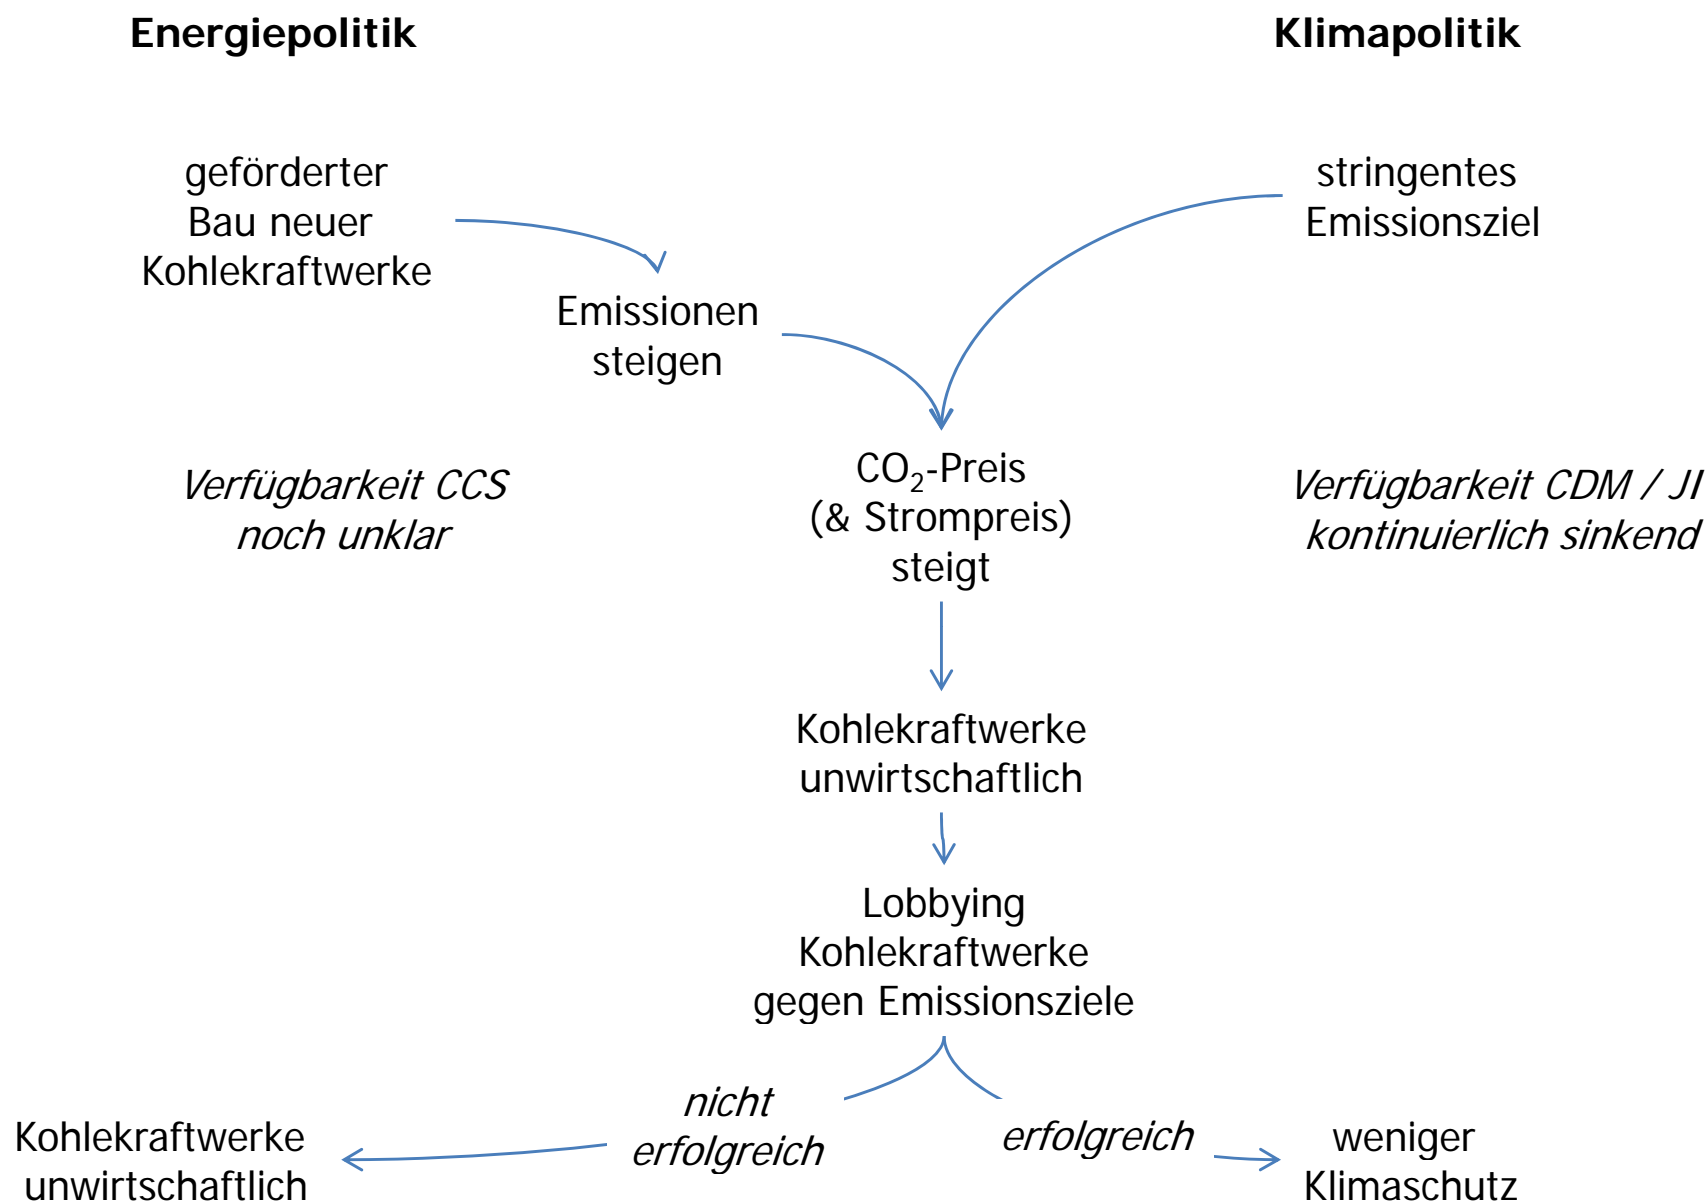 Energiepolitik
Klimapolitik
geförderter
Bau neuer
Kohlekraftwerke
stringentes
Emissionsziel
Emissionen
steigen
Verfügbarkeit CCS
noch unklar
CO₂-Preis
(& Strompreis)
steigt
Verfügbarkeit CDM / JI
kontinuierlich sinkend
Kohlekraftwerke
unwirtschaftlich
Lobbying
Kohlekraftwerke
gegen Emissionsziele
nicht
erfolgreich
erfolgreich
Kohlekraftwerke
unwirtschaftlich
weniger
Klimaschutz